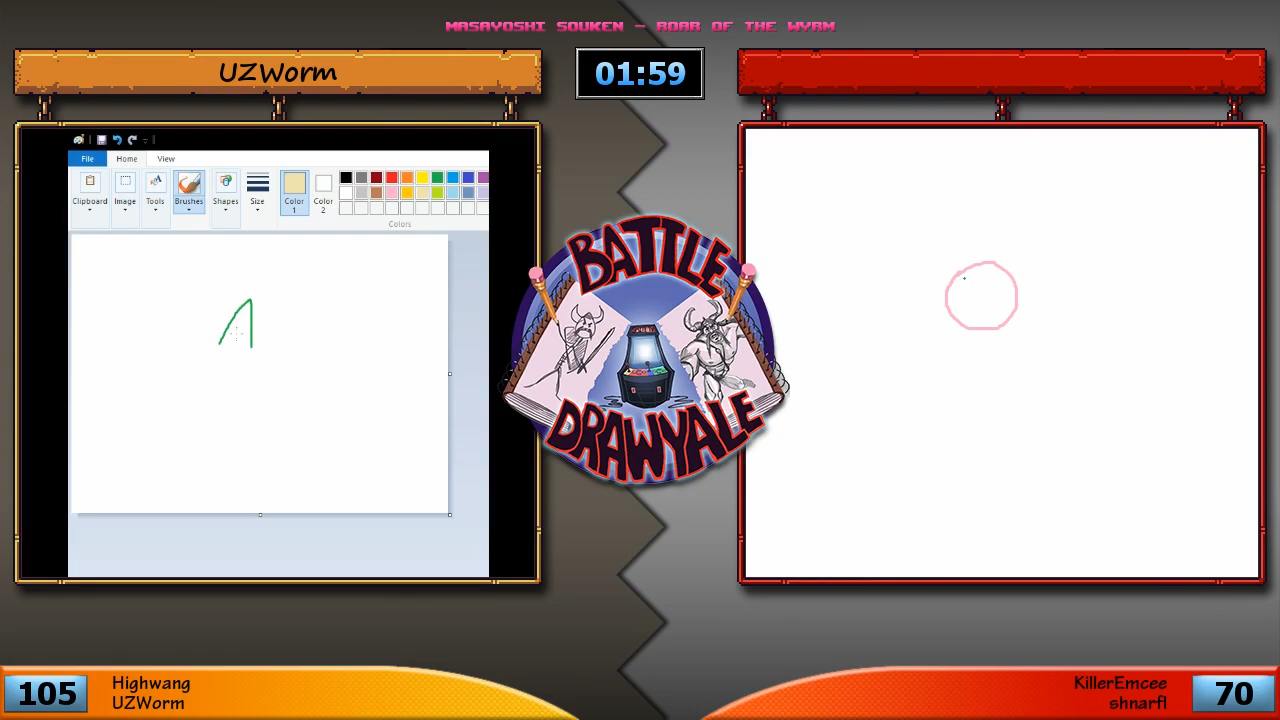 MASAYOSHI SOUKEN - ROAR OF THE WYRM
UZWorm
01:59
File Home View
Clipboard Image Tools Brushes Shapes Size Color 1 Color 2
Colors
BATTLE
DRAWYALE
105
Highwang
UZWorm
KillerEmcee
shnarfl
70